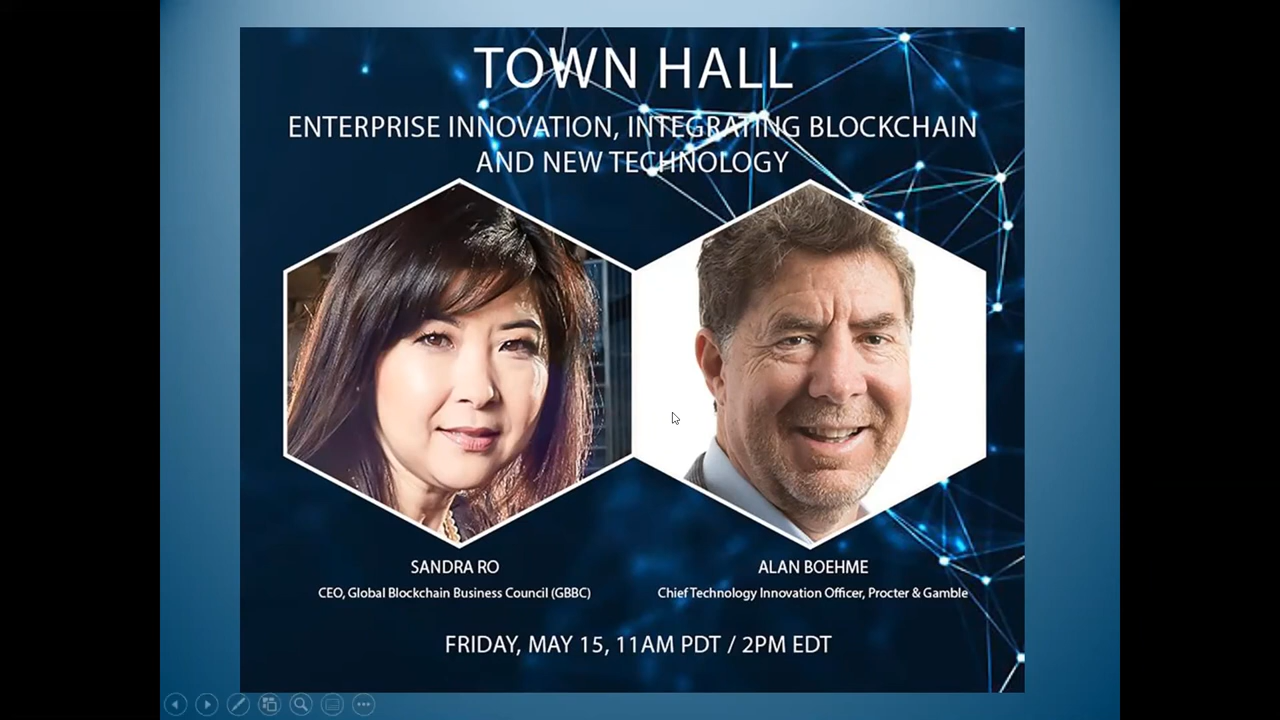 TOWN HALL
ENTERPRISE INNOVATION, INTEGRATING BLOCKCHAIN
AND NEW TECHNOLOGY
SANDRA RO
CEO, Global Blockchain Business Council (GBBC)
ALAN BOEHME
Chief Technology Innovation Officer, Procter & Gamble
FRIDAY, MAY 15, 11AM PDT / 2PM EDT